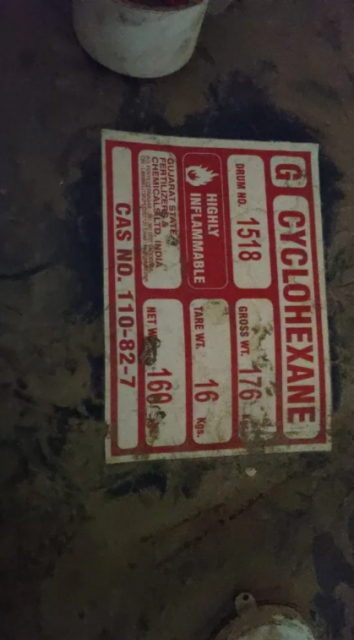 G CYCLOHEXANE
DRUM NO. 1518
GROSS WT. 176
HIGHLY
INFLAMMABLE
TARE WT. 16 Kgs.
GUJARAT STATE
FERTILIZERS &
CHEMICALS LTD. INDIA
NET WT. 160
CAS NO. 110-82-7